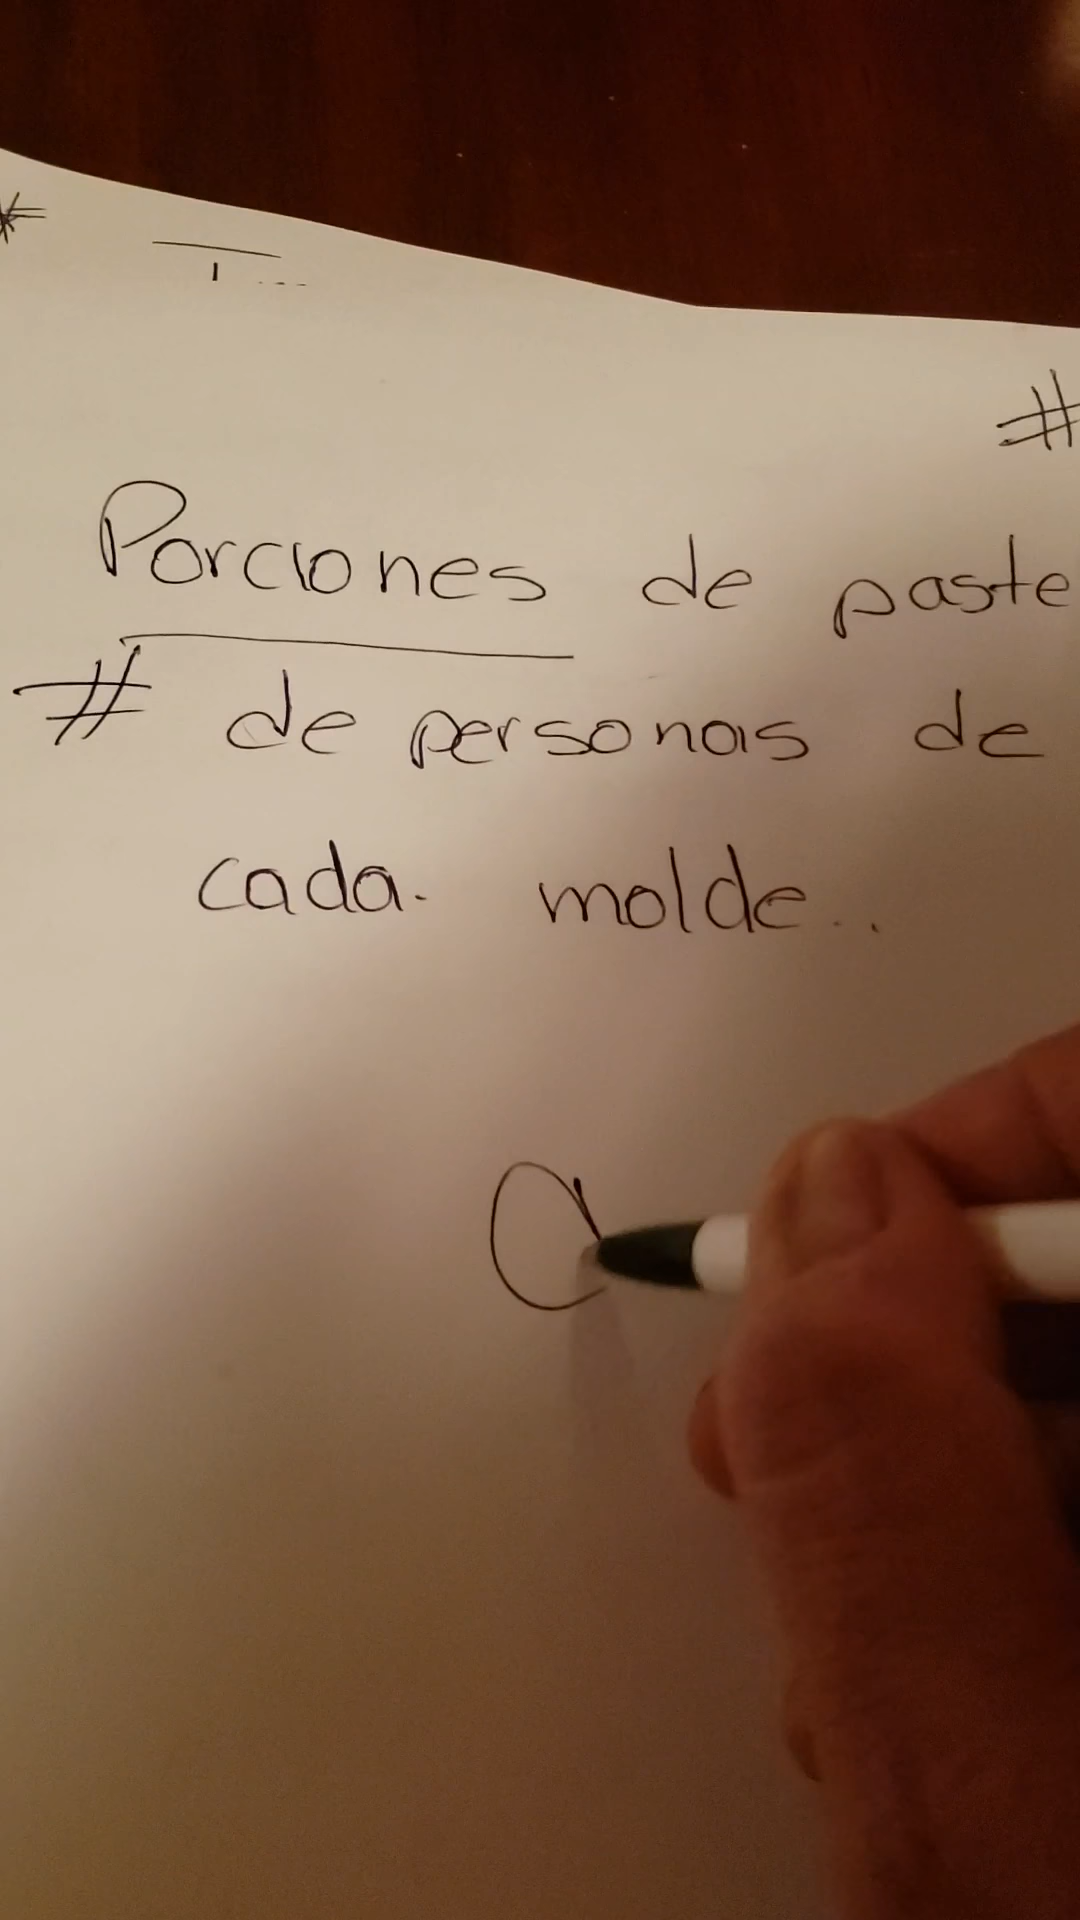 #
Porciones de paste
# de personas de
cada. molde..